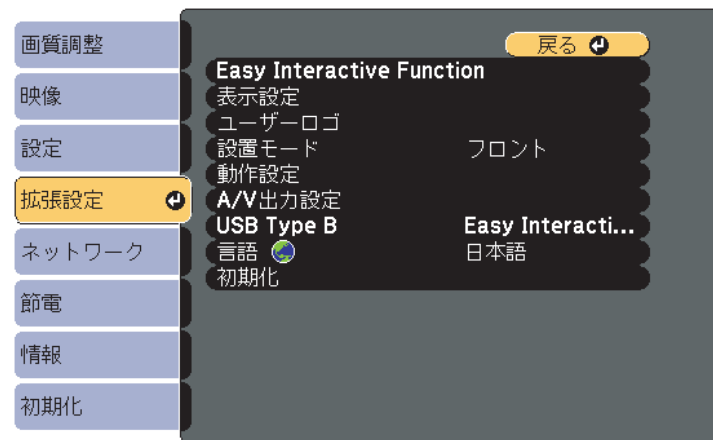 画質調整
映像
設定
拡張設定
ネットワーク
節電
情報
初期化
戻る
Easy Interactive Function
表示設定
ユーザーロゴ
設置モード フロント
動作設定
A/V出力設定
USB Type B Easy Interacti...
言語 日本語
初期化